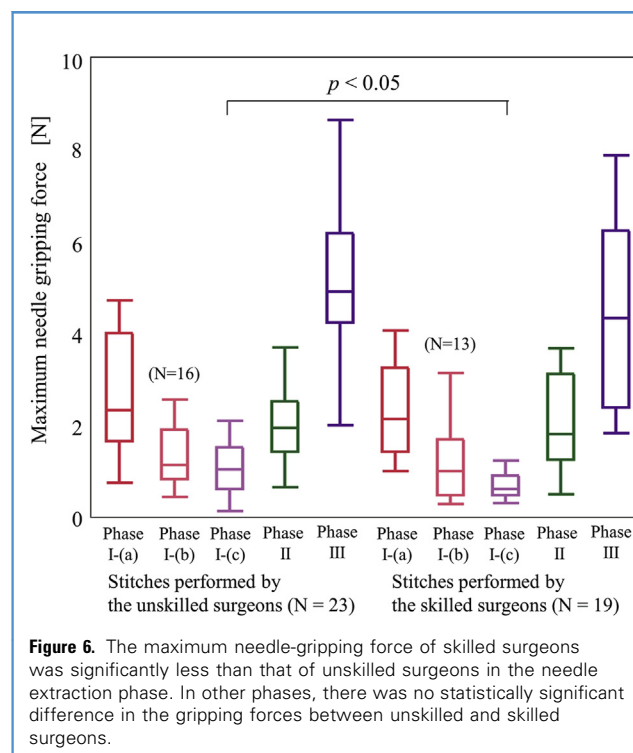 10
p < 0.05
8
6
4
2
0
Maximum needle gripping force [N]
(N=16)
(N=13)
Phase Phase Phase Phase Phase Phase Phase Phase Phase Phase
I-(a) I-(b) I-(c) II III I-(a) I-(b) I-(c) II III
Stitches performed by
the unskilled surgeons (N = 23)
Stitches performed by
the skilled surgeons (N = 19)
Figure 6. The maximum needle-gripping force of skilled surgeons
was significantly less than that of unskilled surgeons in the needle
extraction phase. In other phases, there was no statistically significant
difference in the gripping forces between unskilled and skilled
surgeons.